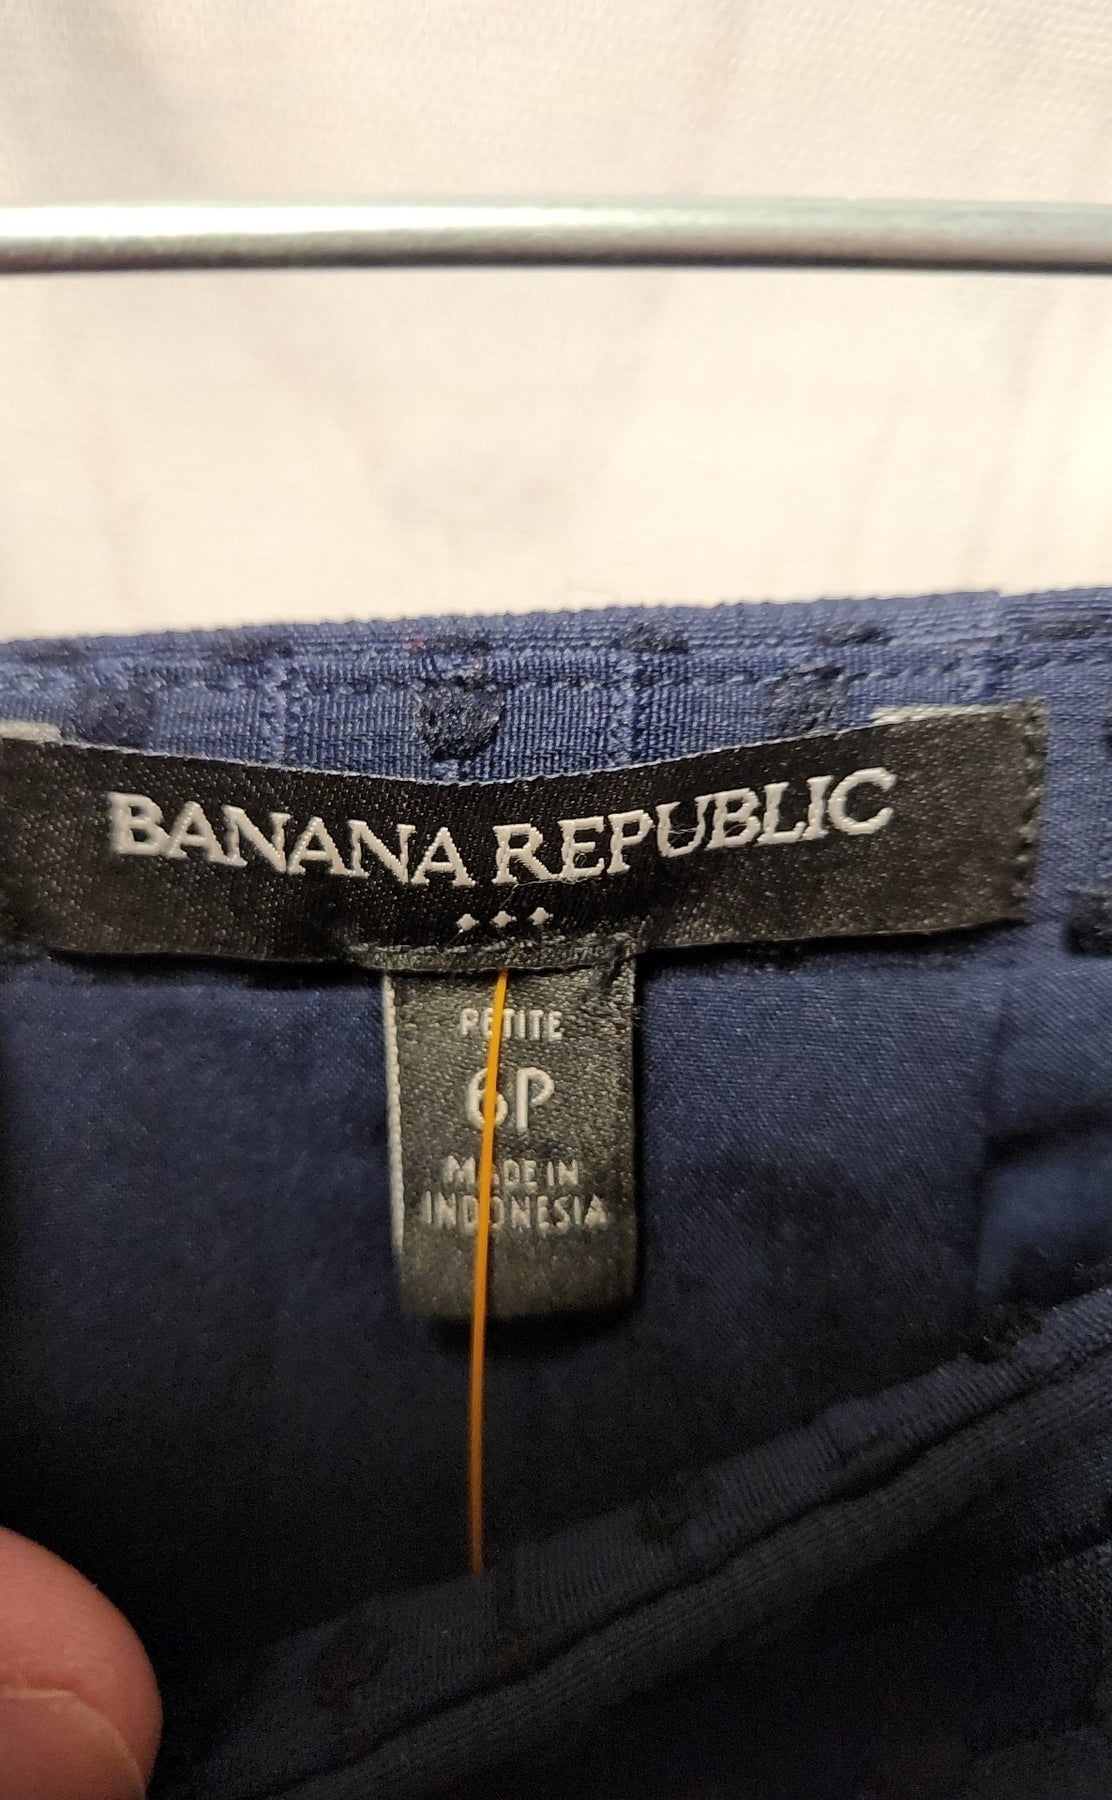 BANANA REPUBLIC
PETITE
6P
MADE IN
INDONESIA